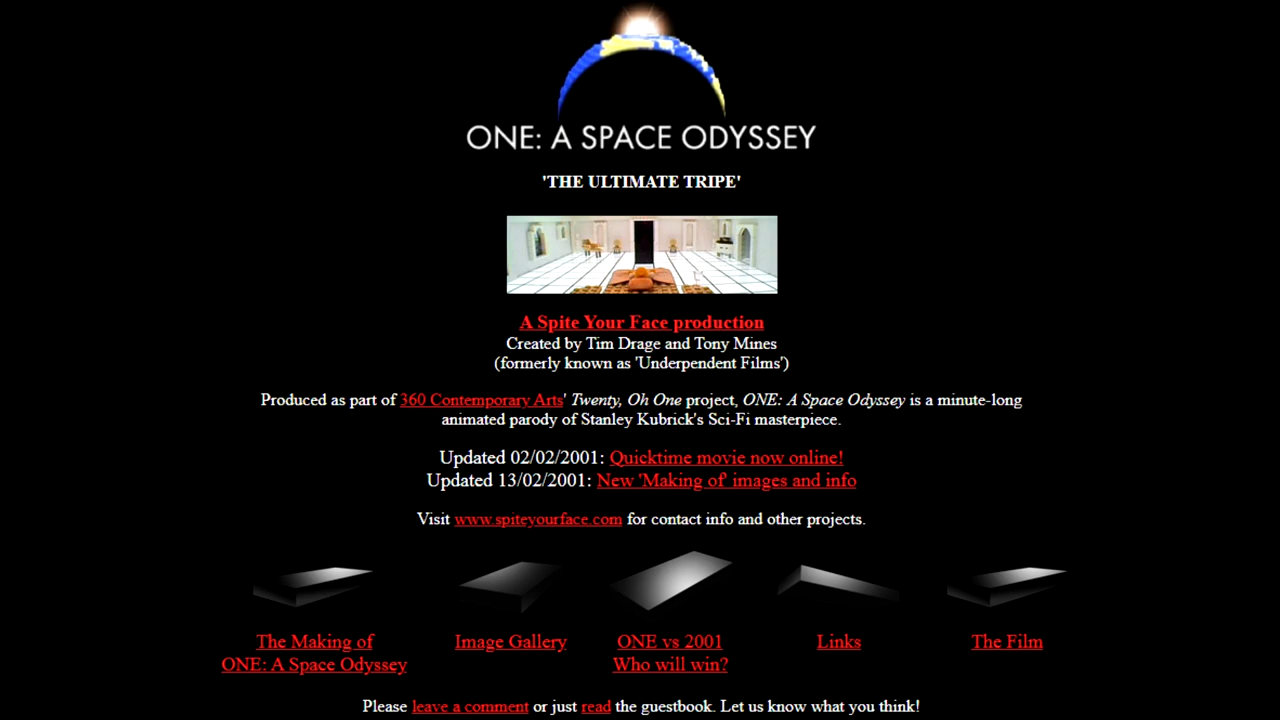 ONE: A SPACE ODYSSEY
'THE ULTIMATE TRIPE'
A Spite Your Face production
Created by Tim Drage and Tony Mines
(formerly known as 'Underpendent Films')
Produced as part of 360 Contemporary Arts' Twenty, Oh One project, ONE: A Space Odyssey is a minute-long
animated parody of Stanley Kubrick's Sci-Fi masterpiece.
Updated 02/02/2001: Quicktime movie now online!
Updated 13/02/2001: New 'Making of' images and info
Visit www.spiteyourface.com for contact info and other projects.
The Making of
ONE: A Space Odyssey
Image Gallery
ONE vs 2001
Who will win?
Links
The Film
Please leave a comment or just read the guestbook. Let us know what you think!